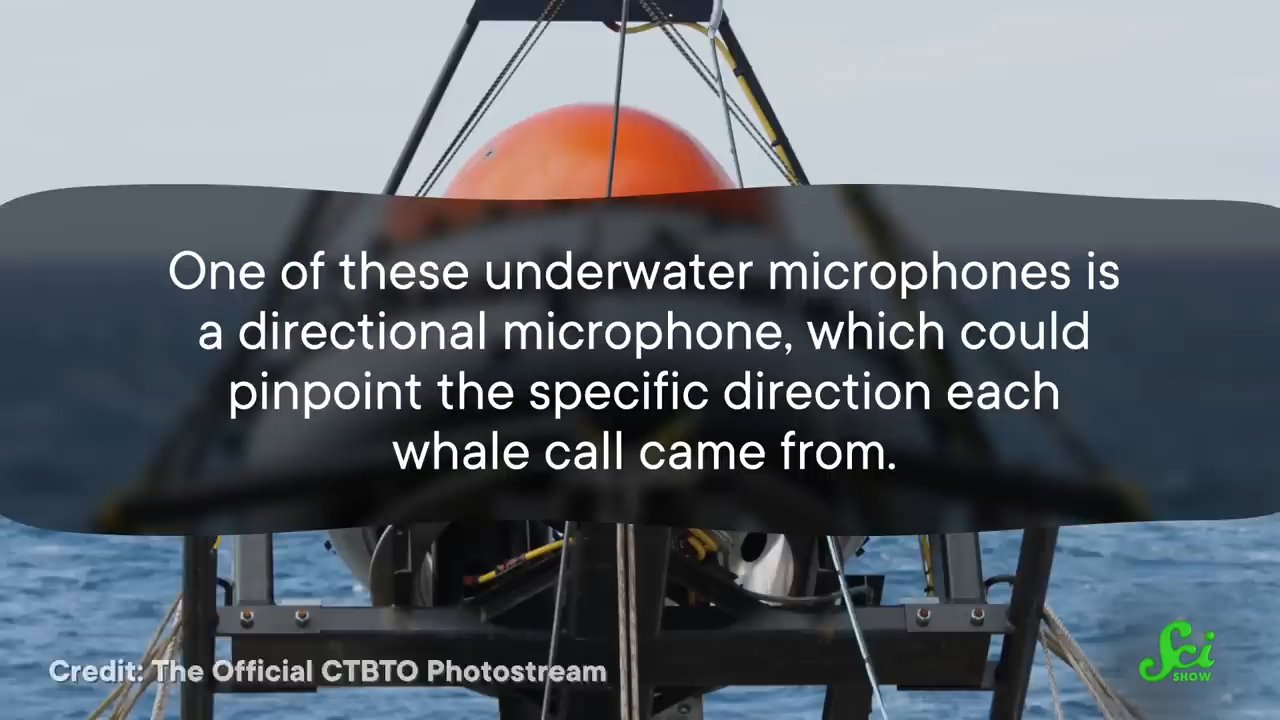 One of these underwater microphones is
a directional microphone, which could
pinpoint the specific direction each
whale call came from.
Credit: The Official CTBTO Photostream
Sci
SHOW